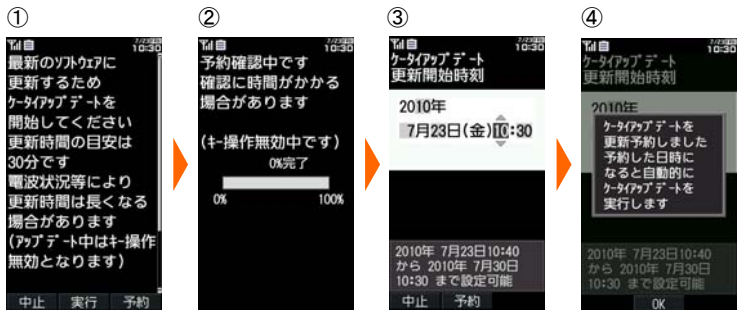 ①
7/23(金)
10:30
最新のソフトウェアに
更新するため
ケータイアップデートを
開始してください
更新時間の目安は
30分です
電波状況等により
更新時間は長くなる
場合があります
(アップデート中はキー操作
無効となります)
中止 実行 予約
②
7/23(金)
10:30
予約確認中です
確認に時間がかかる
場合があります
(キー操作無効中です)
0%完了
0% 100%
③
7/23(金)
10:30
ケータイアップデート
更新開始時刻
2010年
7月23日(金)10:30
2010年 7月23日10:40
から 2010年 7月30日
10:30 まで設定可能
中止 予約
④
7/23(金)
10:30
ケータイアップデート
更新開始時刻
2010年
ケータイアップデートを
更新予約しました
予約した日時に
なると自動的に
ケータイアップデートを
実行します
2010年 7月23日10:40
から 2010年 7月30日
10:30 まで設定可能
OK